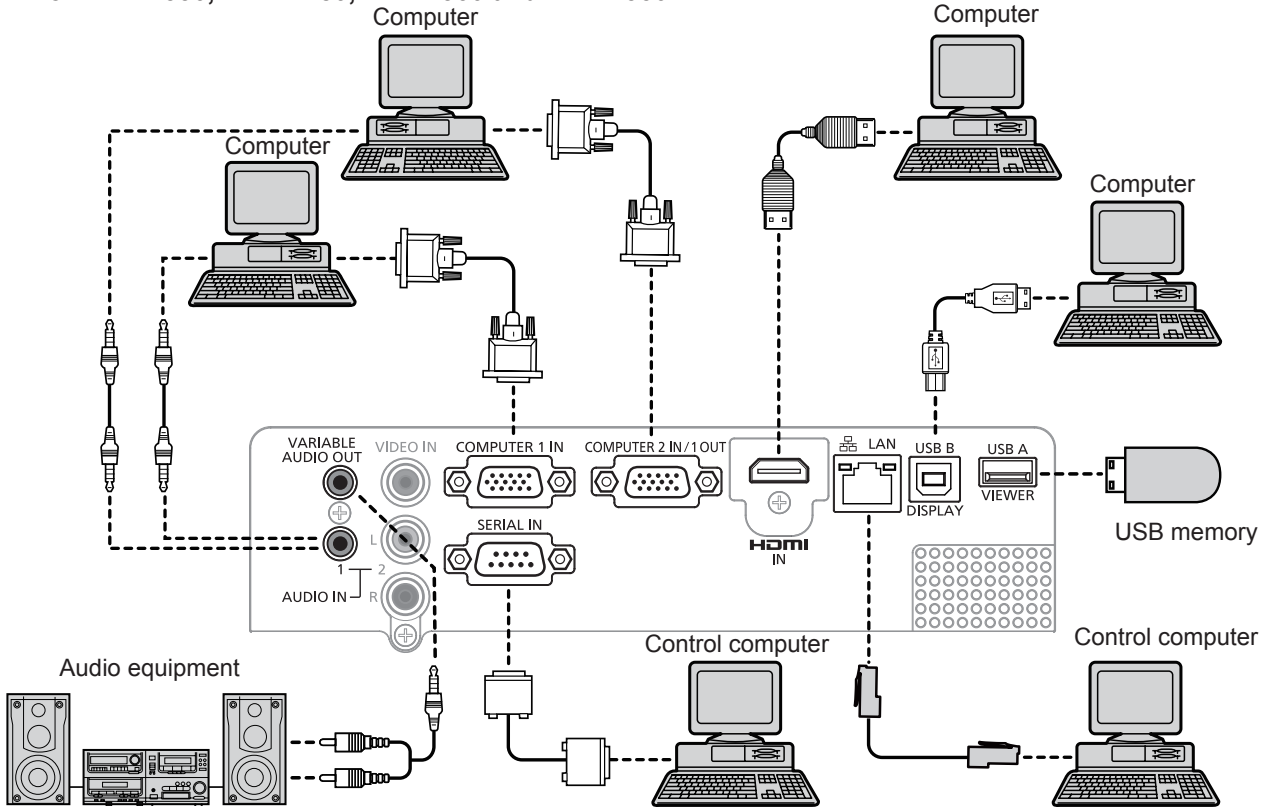 Computer
Computer
Computer
Computer
VARIABLE
AUDIO OUT
VIDEO IN
COMPUTER 1 IN
COMPUTER 2 IN / 1 OUT
LAN
USB B
USB A
VIEWER
DISPLAY
SERIAL IN
HDMI
IN
L
1
2
AUDIO IN
R
USB memory
Audio equipment
Control computer
Control computer